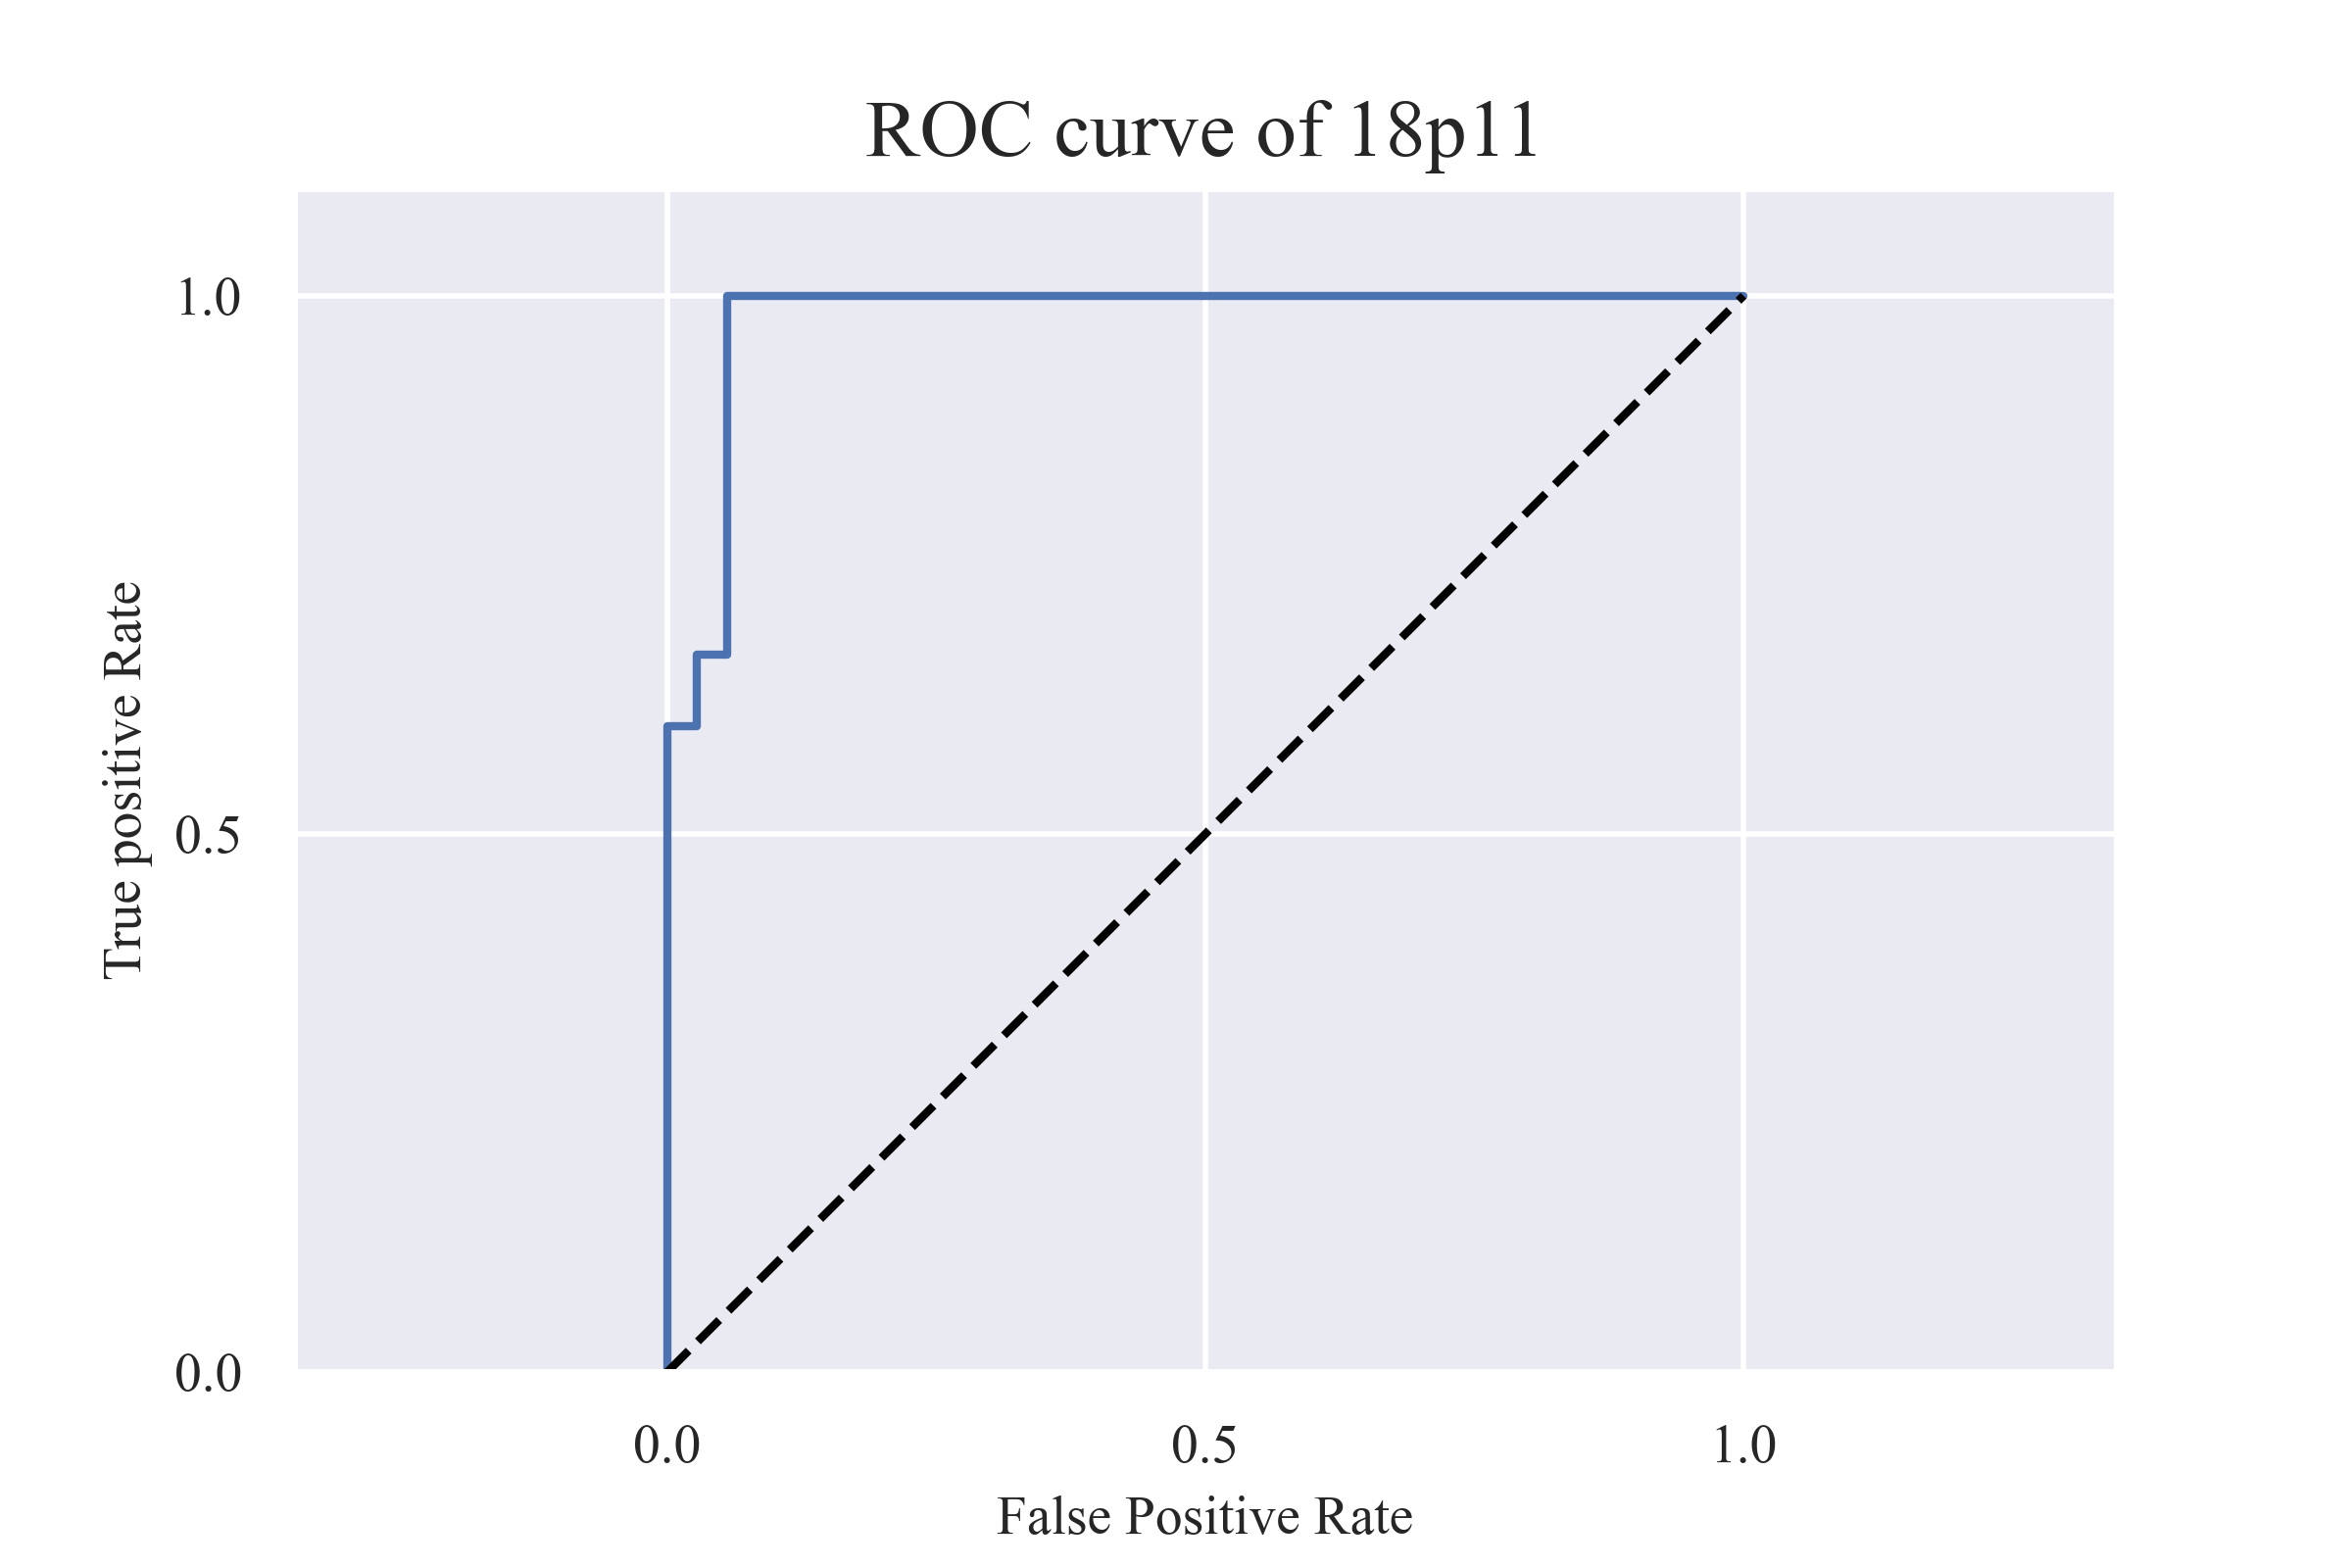 ROC curve of 18p11
1.0
0.5
0.0
True positive Rate
0.0 0.5 1.0
False Positive Rate